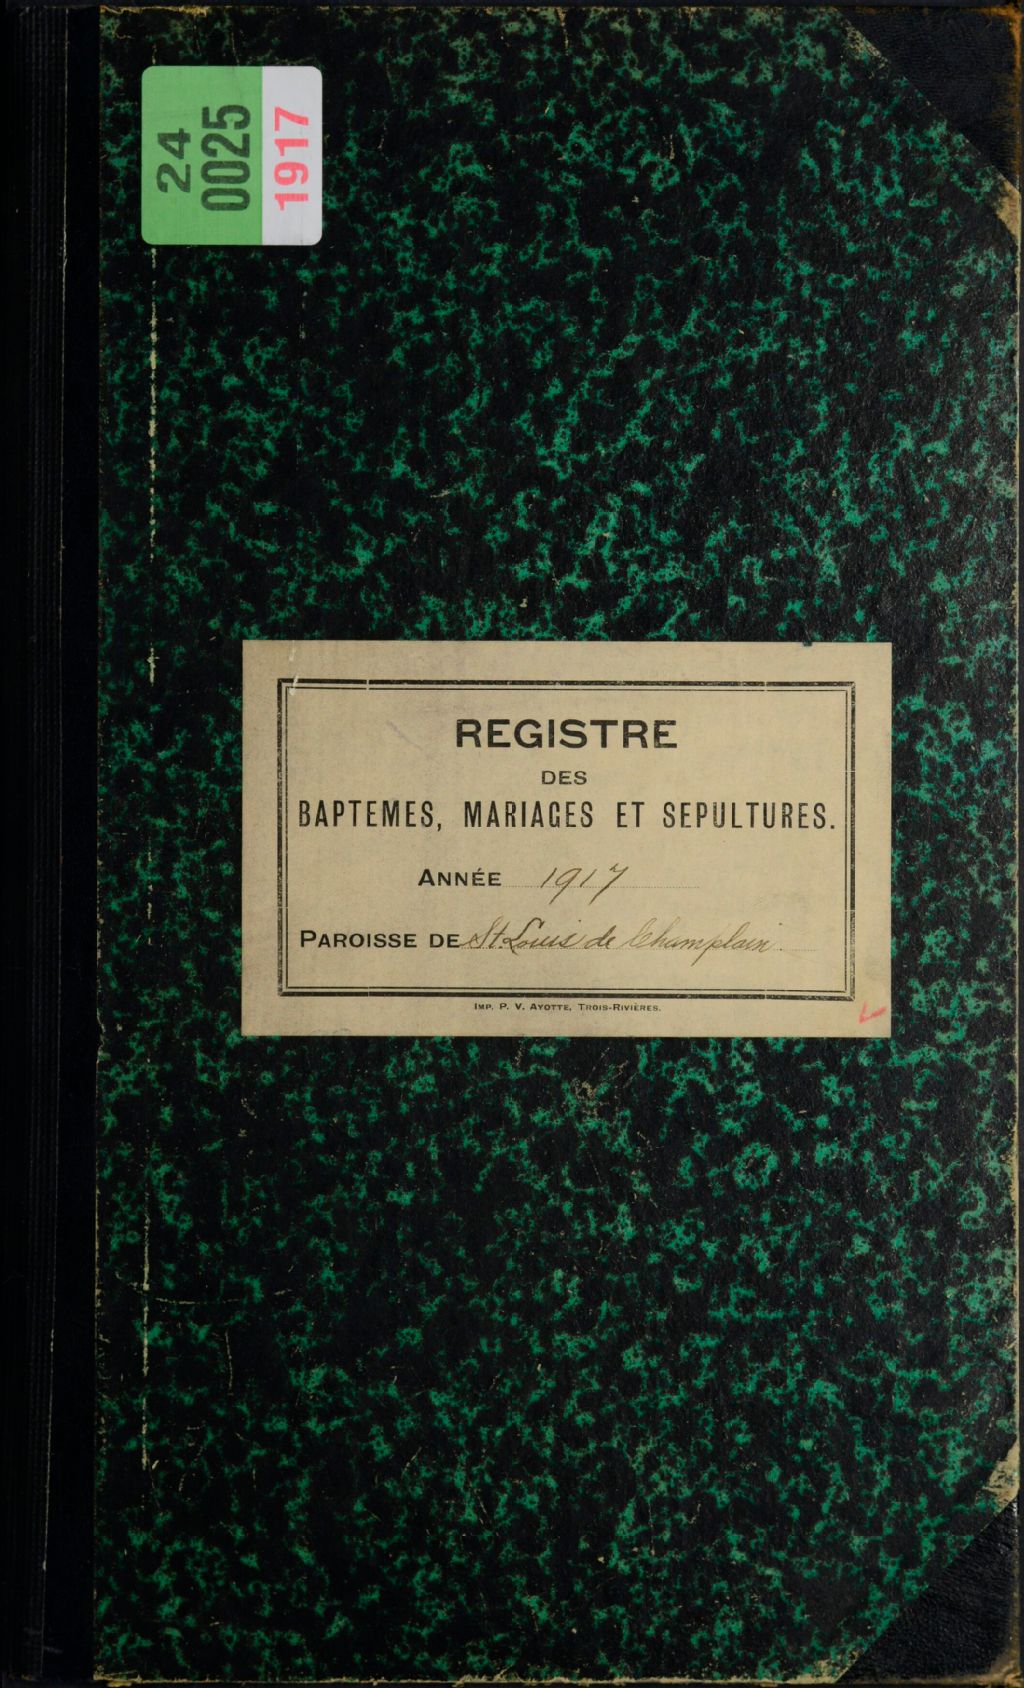 24
0025
1917
REGISTRE
DES
BAPTEMES, MARIAGES ET SEPULTURES.
ANNÉE 1917
PAROISSE DE St Louis de Champlain.
IMP. P. V. AYOTTE, TROIS-RIVIÈRES.